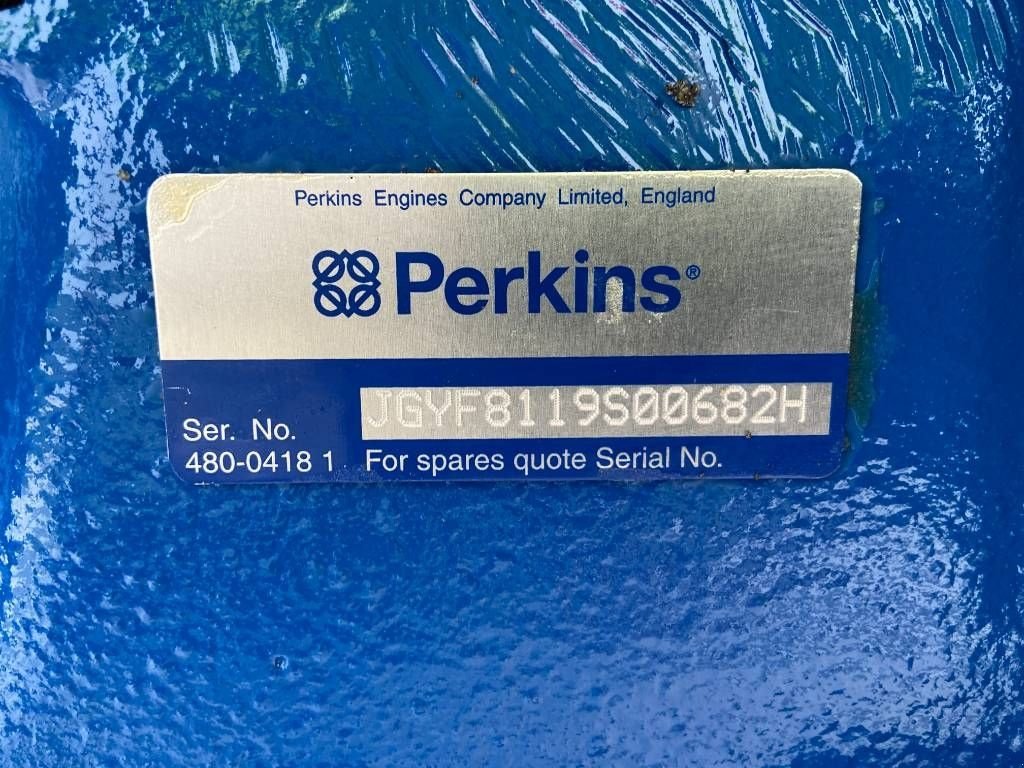 Perkins Engines Company Limited, England
Perkins®
Ser. No. JGYF8119S00682H
480-0418 1 For spares quote Serial No.